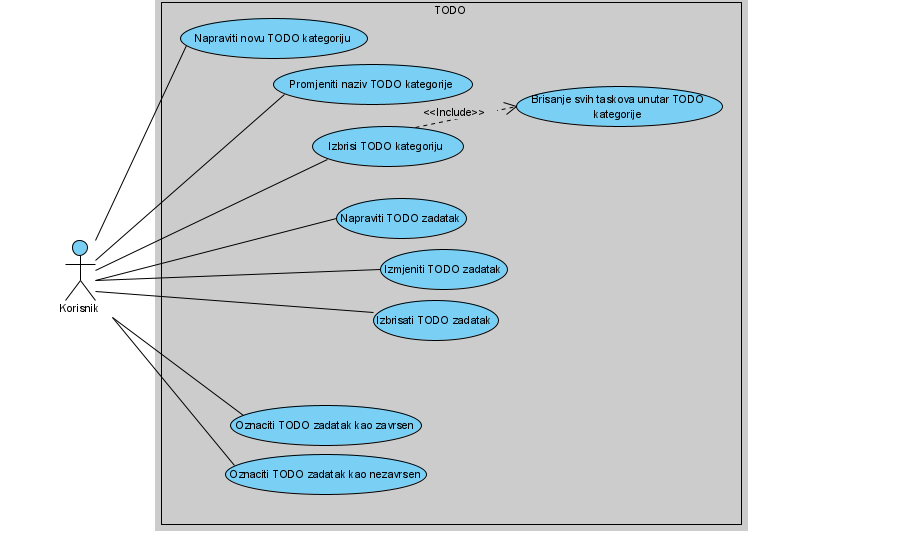 TODO
Napraviti novu TODO kategoriju
Promjeniti naziv TODO kategorije
Brisanje svih taskova unutar TODO
kategorije
<<Include>>
Izbrisi TODO kategoriju
Napraviti TODO zadatak
Izmjeniti TODO zadatak
Korisnik
Izbrisati TODO zadatak
Oznaciti TODO zadatak kao zavrsen
Oznaciti TODO zadatak kao nezavrsen